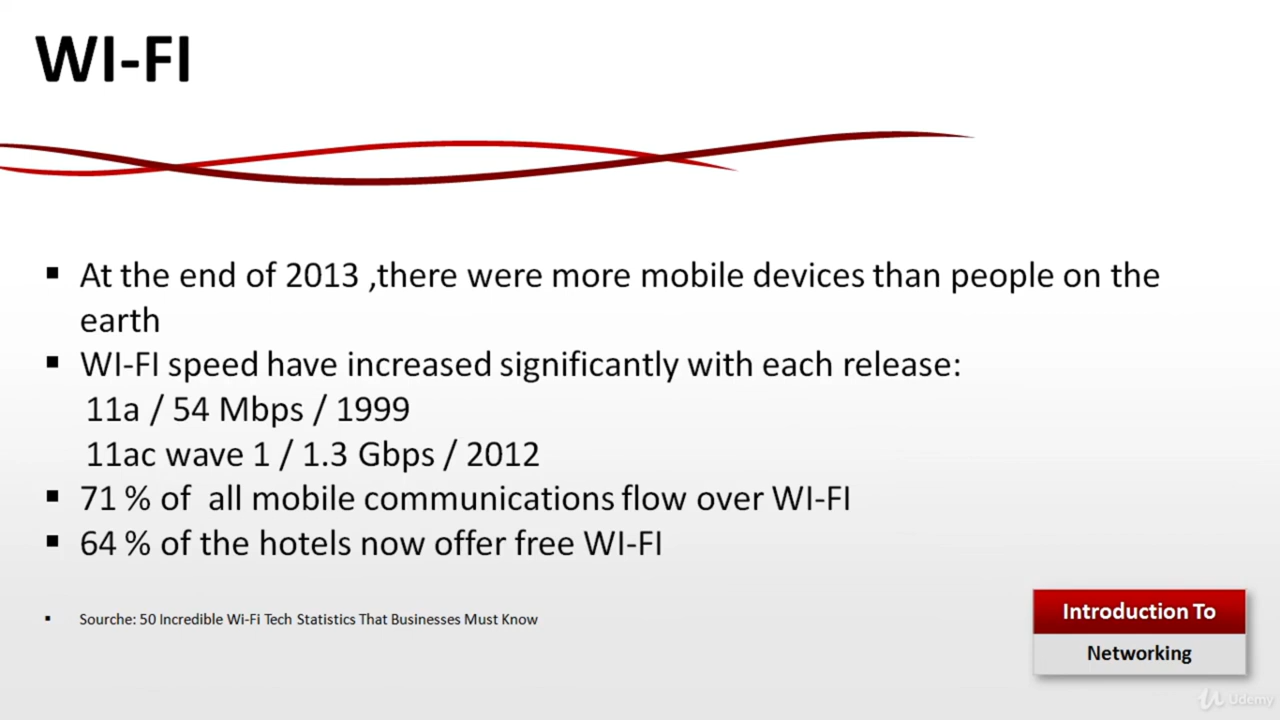 WI-FI
▪ At the end of 2013 ,there were more mobile devices than people on the
earth
▪ WI-FI speed have increased significantly with each release:
11a / 54 Mbps / 1999
11ac wave 1 / 1.3 Gbps / 2012
▪ 71 % of  all mobile communications flow over WI-FI
▪ 64 % of the hotels now offer free WI-FI
▪ Sourche: 50 Incredible Wi-Fi Tech Statistics That Businesses Must Know
Introduction To
Networking
Udemy